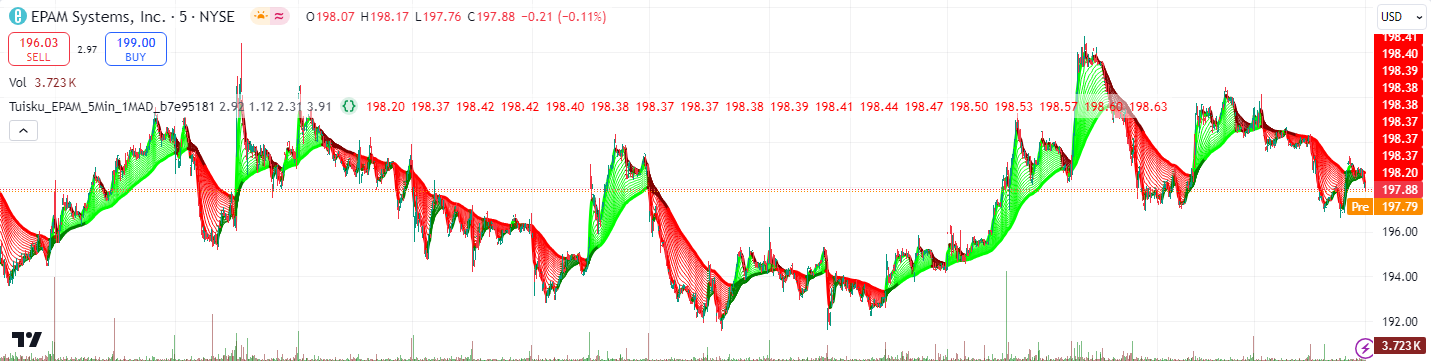 EPAM Systems, Inc. · 5 · NYSE O198.07 H198.17 L197.76 C197.88 −0.21 (−0.11%)
USD
196.03 2.97 199.00
SELL BUY
Vol 3.723 K
Tuisku_EPAM_5Min_1MAD_b7e95181 2.92 1.12 2.31 3.91 198.20 198.37 198.42 198.42 198.40 198.38 198.37 198.37 198.38 198.39 198.41 198.44 198.47 198.50 198.53 198.57 198.60 198.63
198.41
198.40
198.39
198.38
198.38
198.37
198.37
198.37
198.20
197.88
Pre 197.79
196.00
194.00
192.00
3.723 K